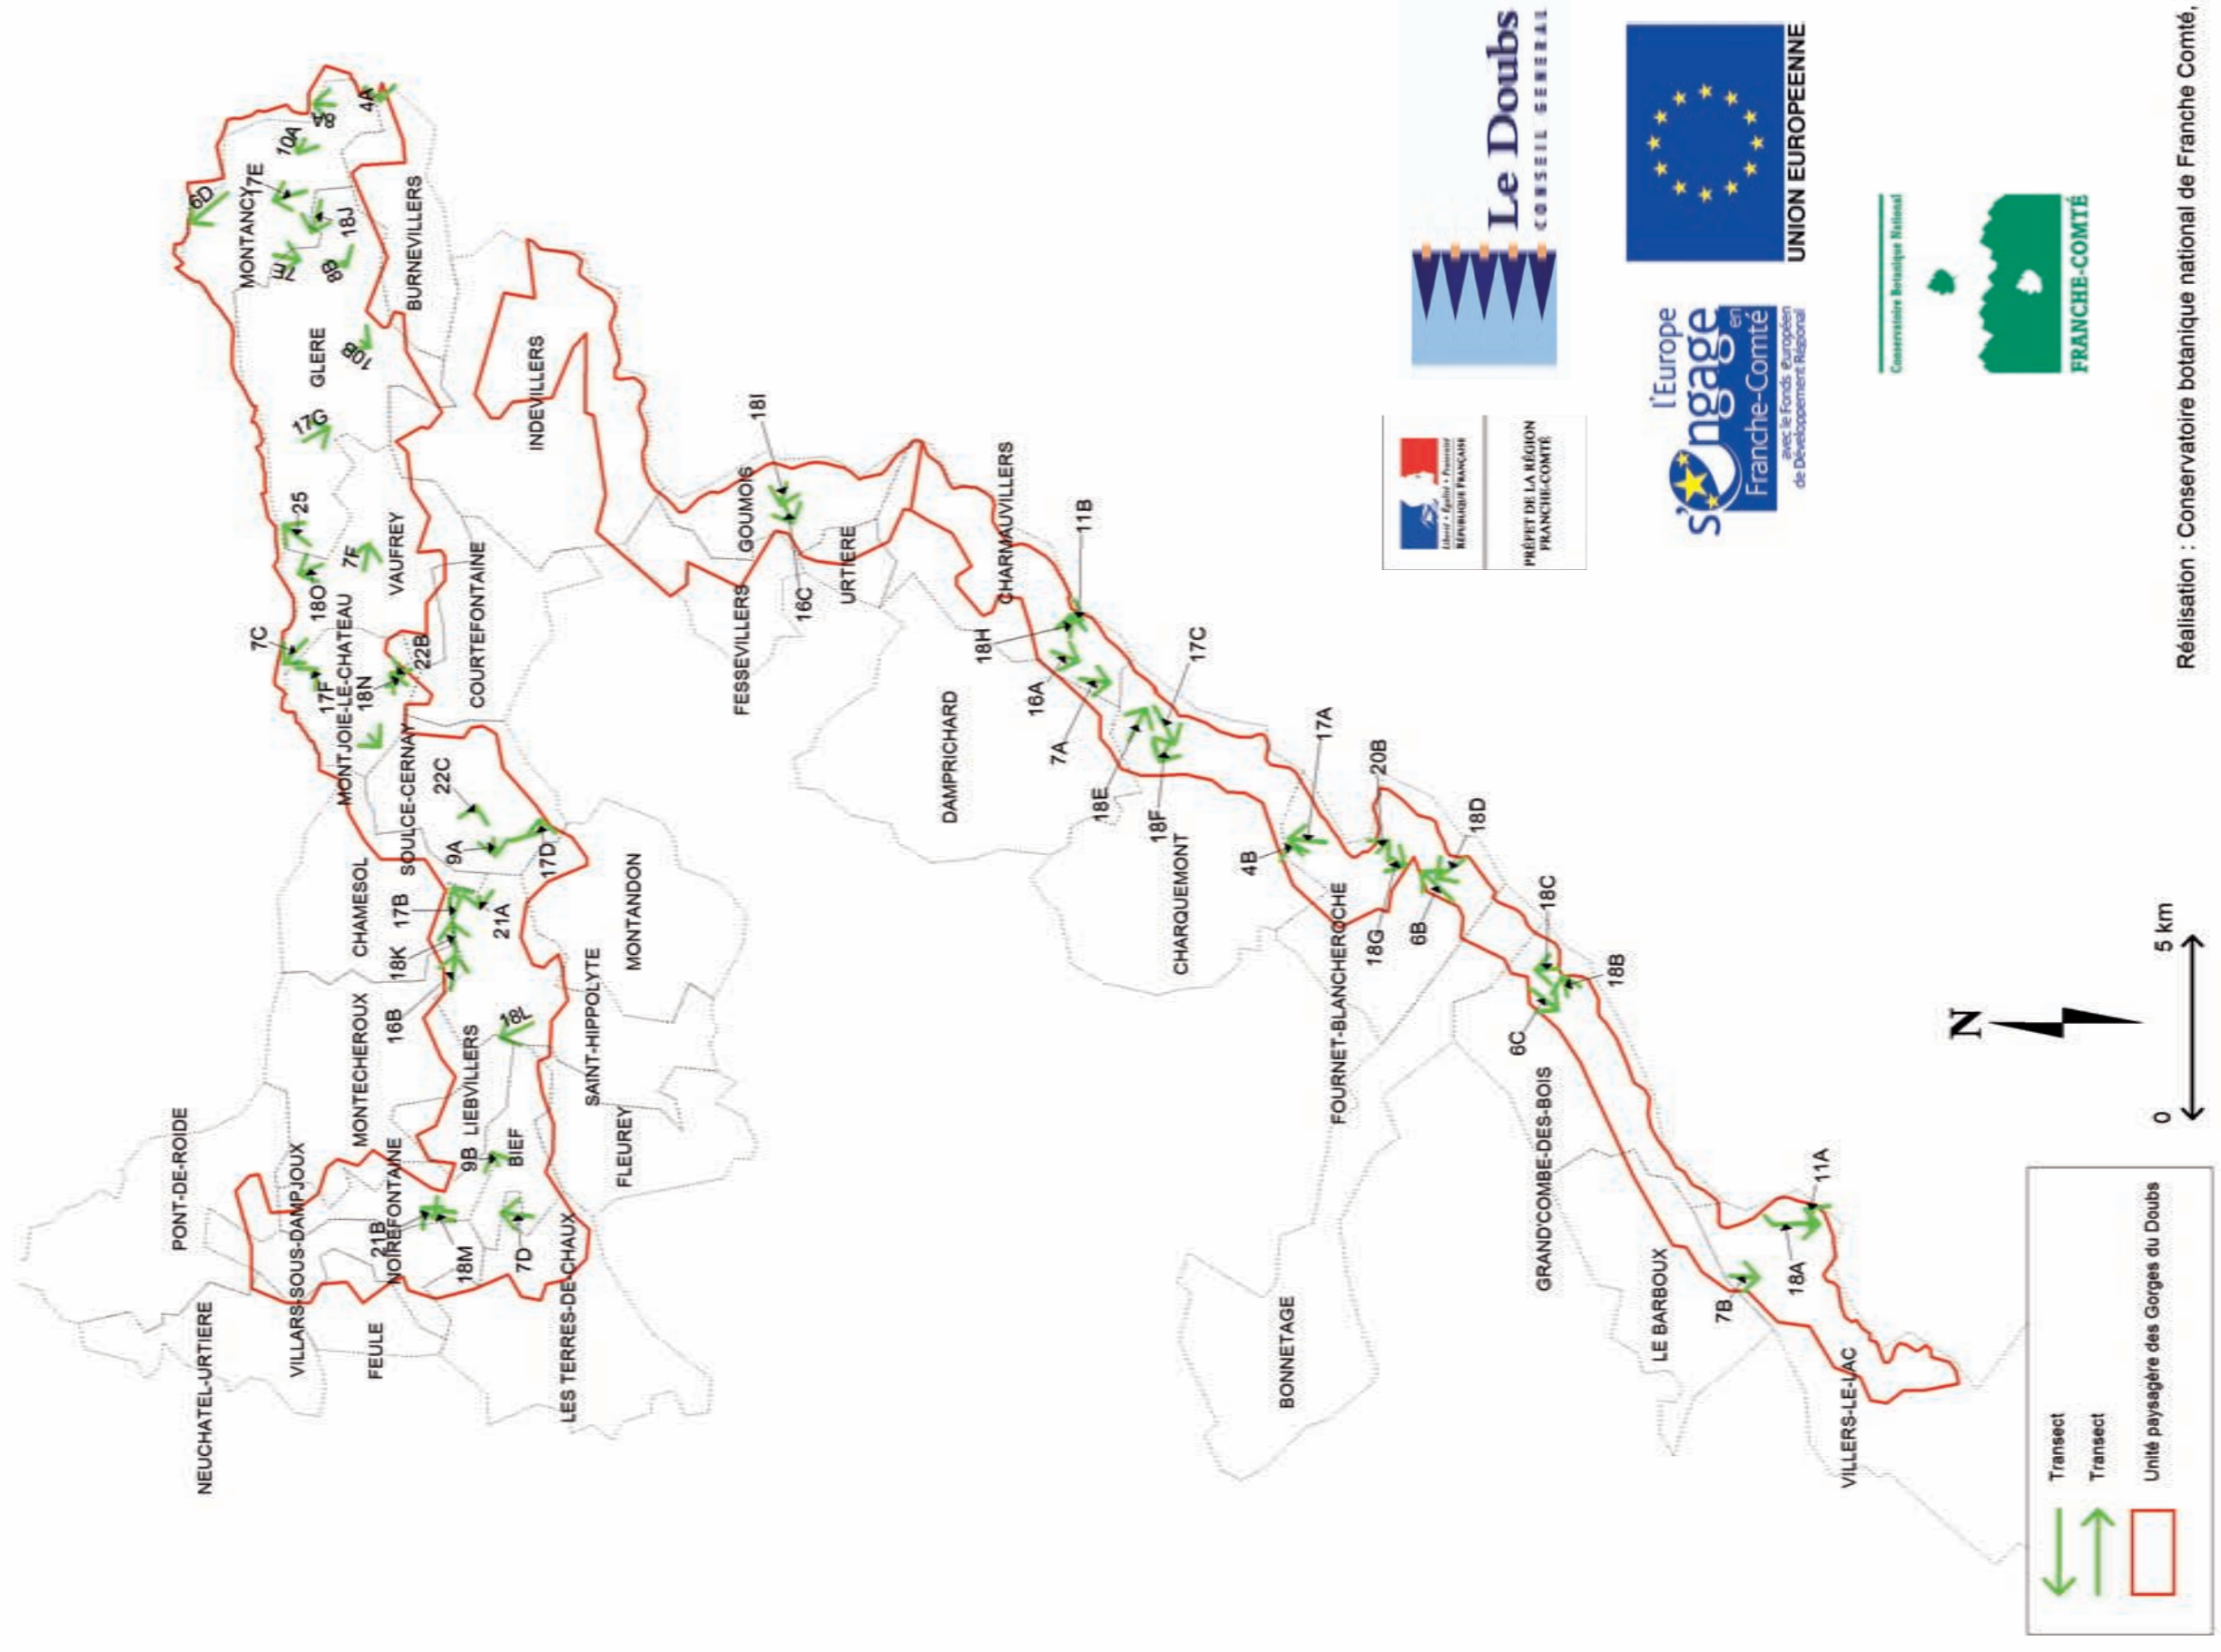 NEUCHATEL-URTIERE
PONT-DE-ROIDE
VILLARS-SOUS-DAMPJOUX
FEULE
NOIREFONTAINE
MONTECHEROUX
CHAMESOL
LIEBVILLERS
BIEF
LES TERRES-DE-CHAUX
FLEUREY
SAINT-HIPPOLYTE
MONTANDON
SOULCE-CERNAY
MONTJOIE-LE-CHATEAU
COURTEFONTAINE
VAUFREY
GLERE
MONTANCY
BURNEVILLERS
INDEVILLERS
FESSEVILLERS
GOUMOIS
URTIERE
CHARMAUVILLERS
DAMPRICHARD
CHARQUEMONT
FOURNET-BLANCHEROCHE
BONNETAGE
GRAND'COMBE-DES-BOIS
LE BARBOUX
VILLERS-LE-LAC
21B
18M
7D
9B
18L
16B
18K
17B
21A
9A
17D
22C
18N
22B
17F
7C
18O
7F
25
17G
10B
7E
8B
18J
17E
6D
10A
8A
4A
18I
16C
11B
18H
16A
7A
17C
18E
18F
17A
4B
20B
18D
18G
6B
18C
18B
6C
11A
18A
7B
Transect
Transect
Unité paysagère des Gorges du Doubs
N
0
5 km
Liberté • Égalité • Fraternité
RÉPUBLIQUE FRANÇAISE
PRÉFET DE LA RÉGION
FRANCHE-COMTÉ
Le Doubs
CONSEIL GENERAL
l'Europe
s'engage
en
Franche-Comté
avec le Fonds européen
de Développement Régional
UNION EUROPEENNE
Conservatoire Botanique National
FRANCHE-COMTÉ
Réalisation : Conservatoire botanique national de Franche Comté,